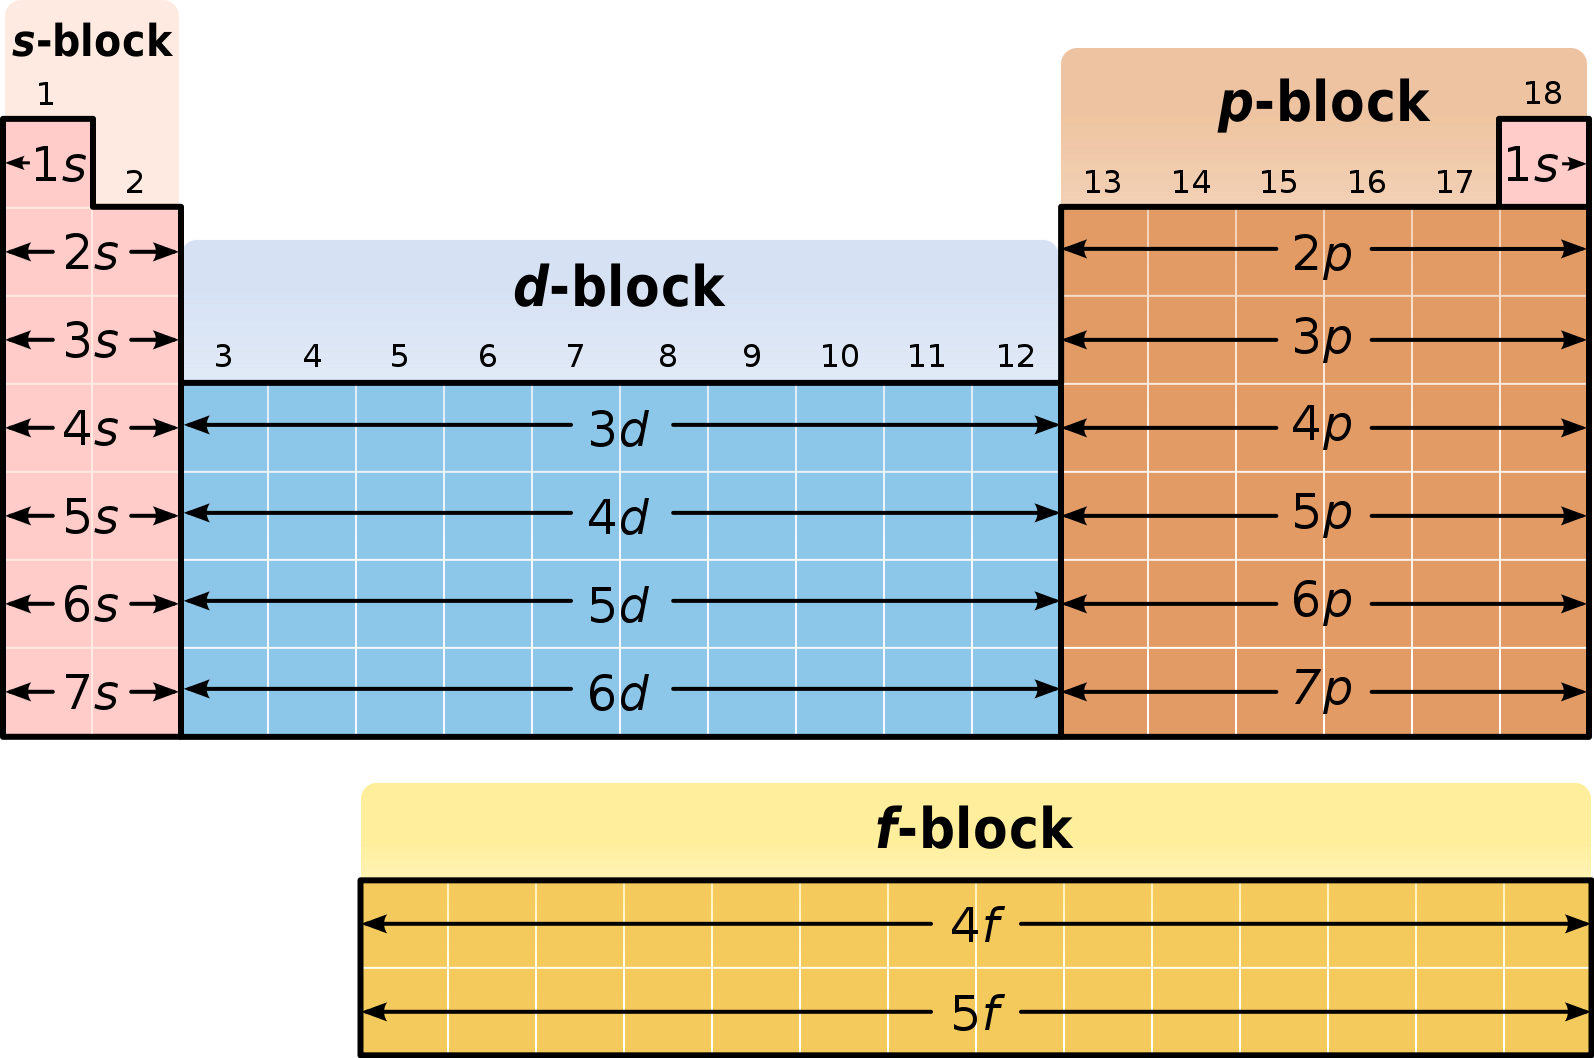 s-block
p-block
1
18
1s
2
13 14 15 16 17
1s
2s
2p
d-block
3s
3p
3 4 5 6 7 8 9 10 11 12
4s
3d
4p
5s
4d
5p
6s
5d
6p
7s
6d
7p
f-block
4f
5f